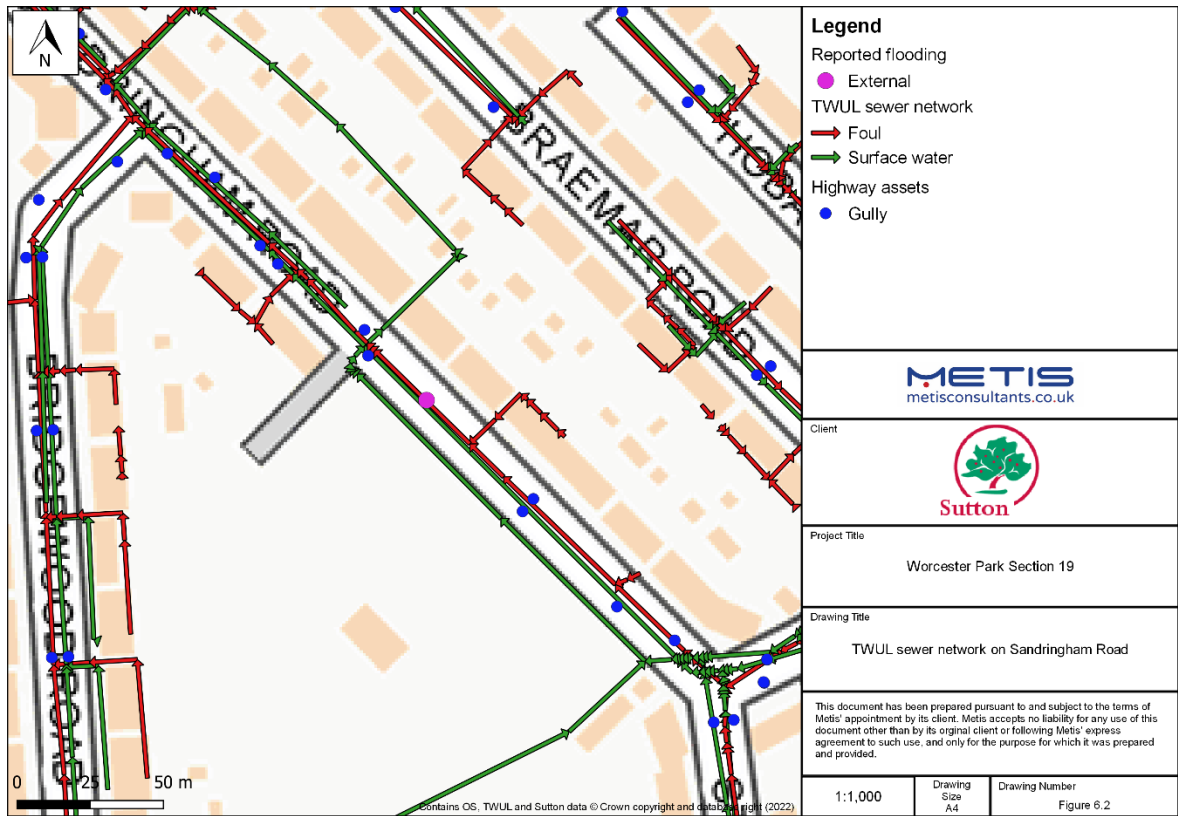 N
SANDRINGHAM ROAD
BRAEMAR ROAD
BRIDGEWOOD ROAD
0 25 50 m
Contains OS, TWUL and Sutton data © Crown copyright and database right (2022)
Legend
Reported flooding
External
TWUL sewer network
Foul
Surface water
Highway assets
Gully
METIS
metisconsultants.co.uk
Client
Sutton
Project Title
Worcester Park Section 19
Drawing Title
TWUL sewer network on Sandringham Road
This document has been prepared pursuant to and subject to the terms of
Metis' appointment by its client. Metis accepts no liability for any use of this
document other than by its orginal client or following Metis' express
agreement to such use, and only for the purpose for which it was prepared
and provided.
1:1,000
Drawing
Size
A4
Drawing Number
Figure 6.2